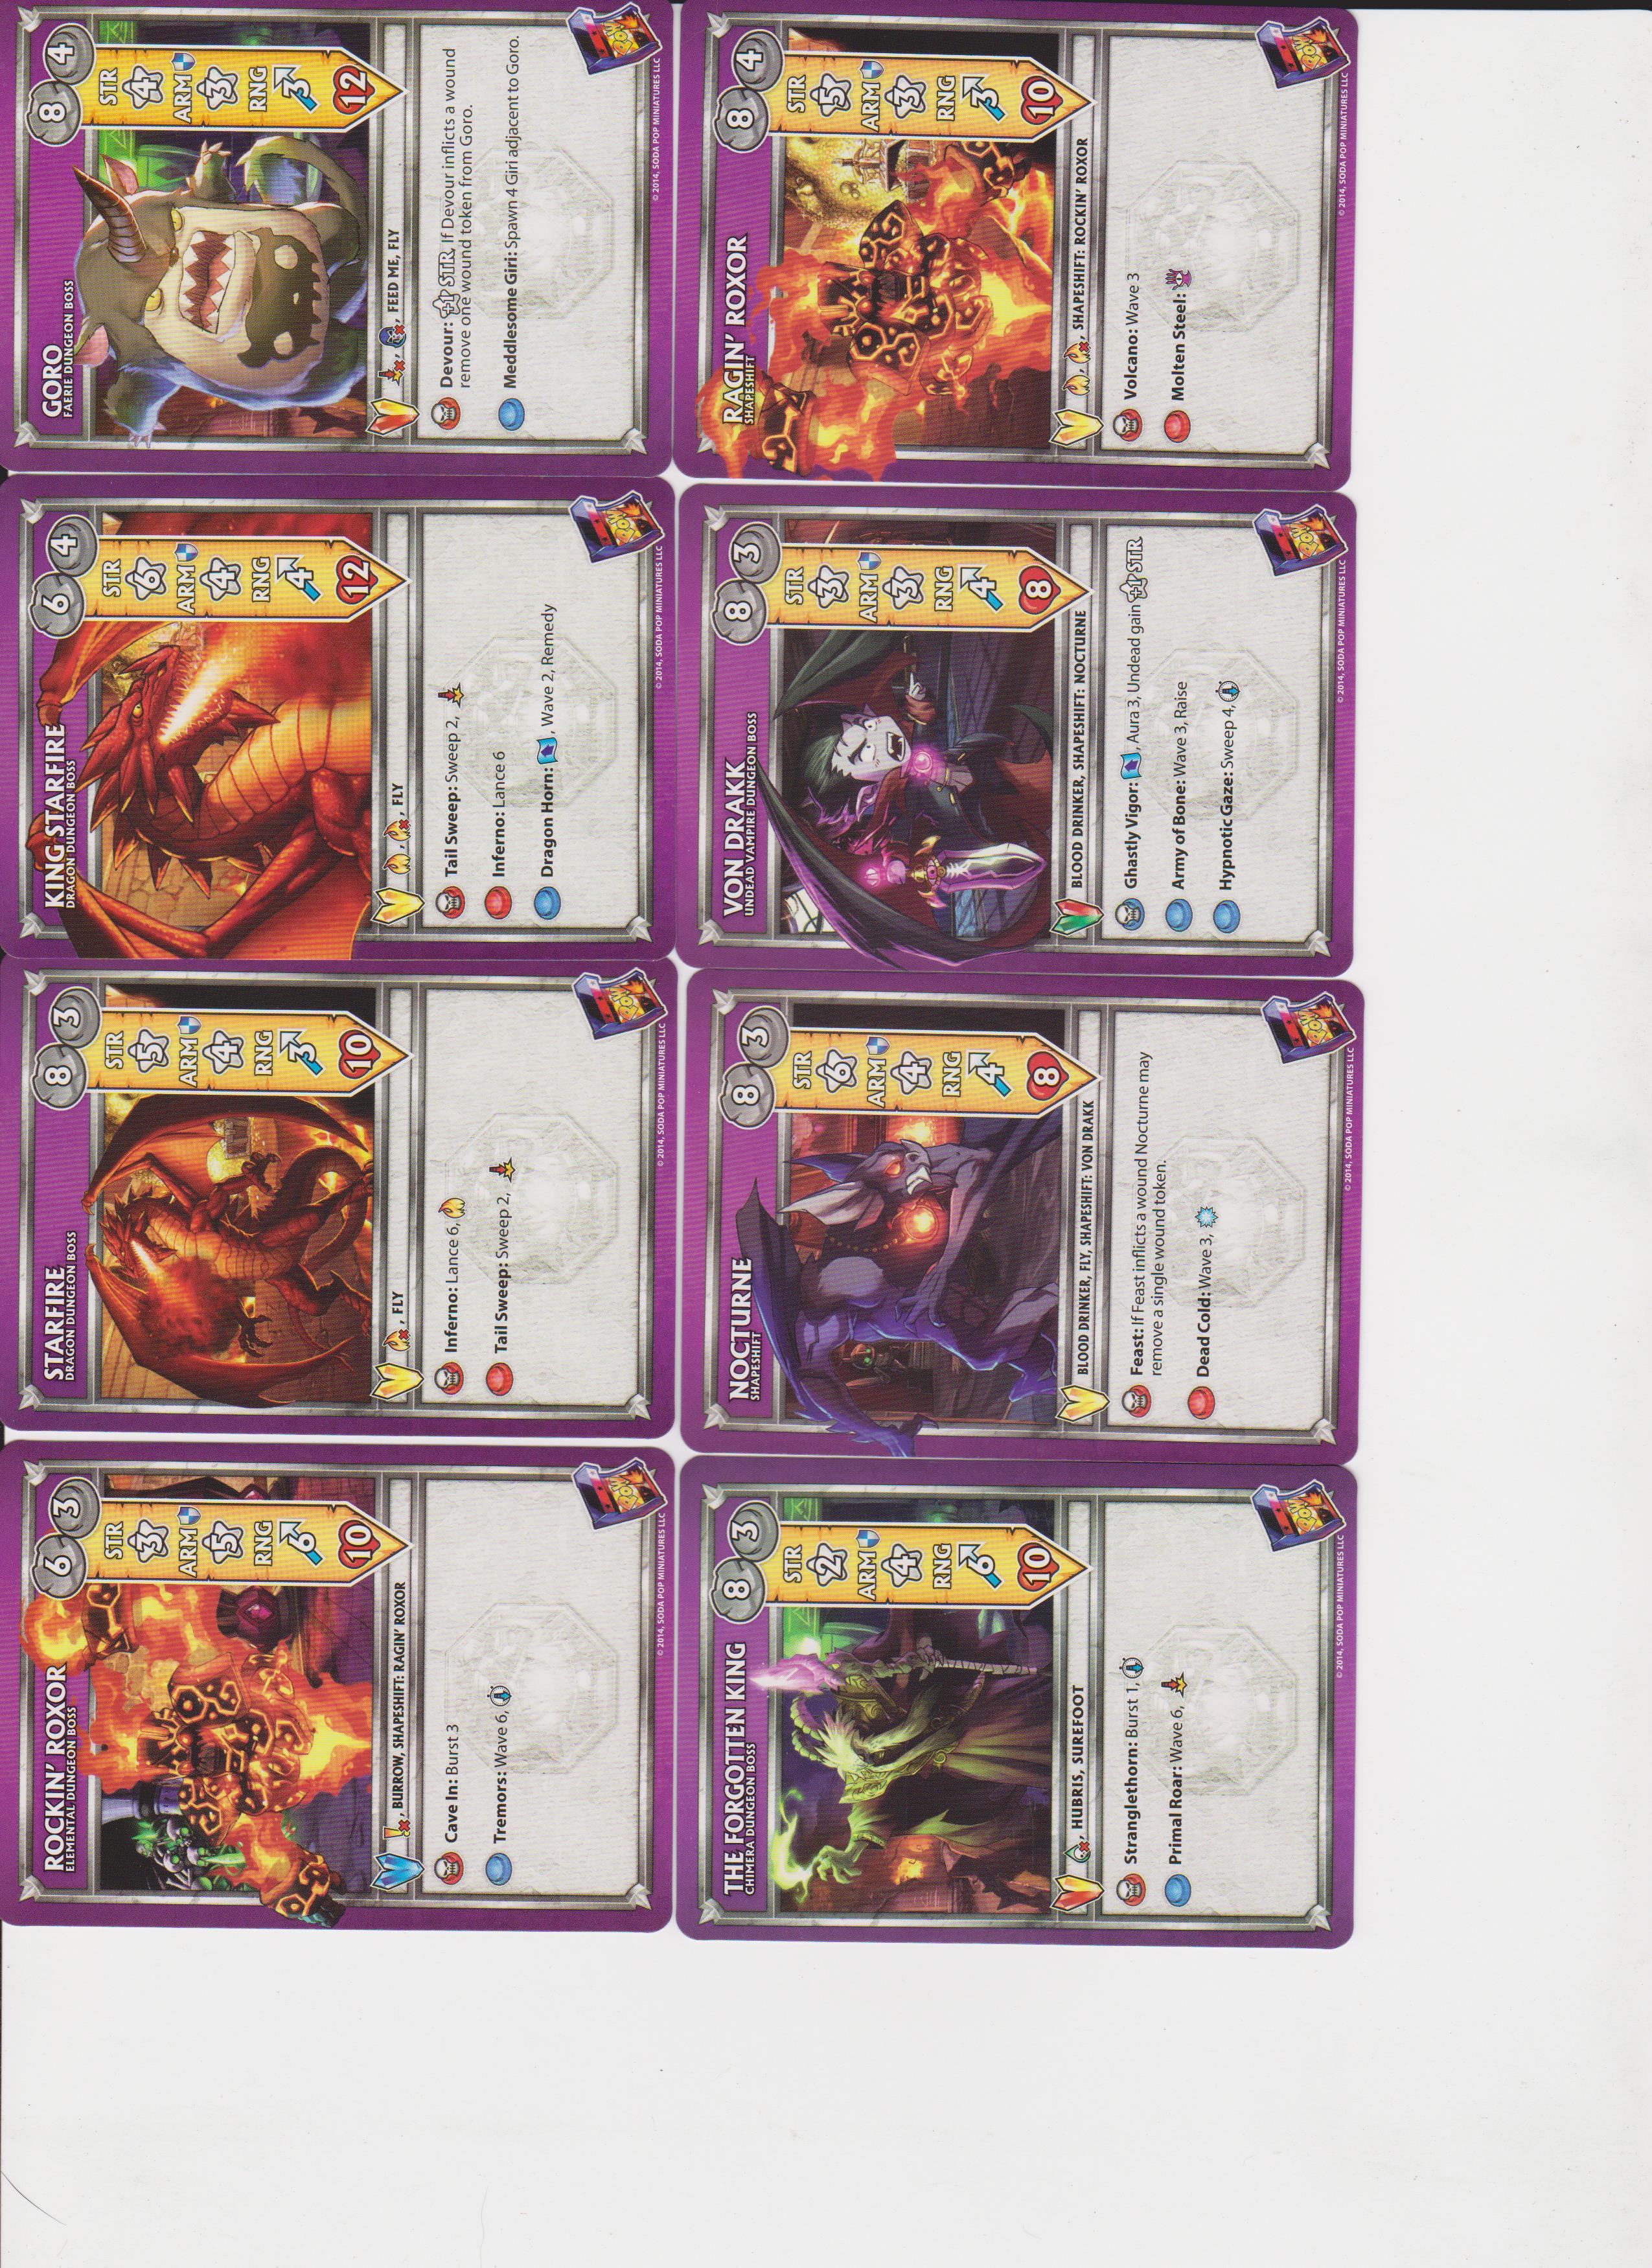 ROCKIN' ROXOR
ELEMENTAL DUNGEON BOSS
6 3
STR
3
ARM
5
RNG
6
10
, BURROW, SHAPESHIFT: RAGIN' ROXOR
Cave In: Burst 3
Tremors: Wave 6,
© 2014, SODA POP MINIATURES LLC
POW
STARFIRE
DRAGON DUNGEON BOSS
8 3
STR
5
ARM
4
RNG
3
10
, FLY
Inferno: Lance 6,
Tail Sweep: Sweep 2,
© 2014, SODA POP MINIATURES LLC
POW
KING STARFIRE
DRAGON DUNGEON BOSS
6 4
STR
6
ARM
4
RNG
4
12
, , FLY
Tail Sweep: Sweep 2,
Inferno: Lance 6
Dragon Horn: , Wave 2, Remedy
© 2014, SODA POP MINIATURES LLC
POW
GORO
FAERIE DUNGEON BOSS
8 4
STR
4
ARM
3
RNG
3
12
, , FEED ME, FLY
Devour: +1 STR. If Devour inflicts a wound
remove one wound token from Goro.
Meddlesome Giri: Spawn 4 Giri adjacent to Goro.
© 2014, SODA POP MINIATURES LLC
POW
THE FORGOTTEN KING
CHIMERA DUNGEON BOSS
8 3
STR
2
ARM
4
RNG
6
10
, HUBRIS, SUREFOOT
Stranglethorn: Burst 1,
Primal Roar: Wave 6,
© 2014, SODA POP MINIATURES LLC
POW
NOCTURNE
SHAPESHIFT
8 3
STR
6
ARM
4
RNG
4
8
BLOOD DRINKER, FLY, SHAPESHIFT: VON DRAKK
Feast: If Feast inflicts a wound Nocturne may
remove a single wound token.
Dead Cold: Wave 3,
© 2014, SODA POP MINIATURES LLC
POW
VON DRAKK
UNDEAD VAMPIRE DUNGEON BOSS
8 3
STR
3
ARM
3
RNG
4
8
BLOOD DRINKER, SHAPESHIFT: NOCTURNE
Ghastly Vigor: , Aura 3, Undead gain +1 STR
Army of Bone: Wave 3, Raise
Hypnotic Gaze: Sweep 4,
© 2014, SODA POP MINIATURES LLC
POW
RAGIN' ROXOR
SHAPESHIFT
8 4
STR
5
ARM
3
RNG
3
10
, , SHAPESHIFT: ROCKIN' ROXOR
Volcano: Wave 3
Molten Steel:
© 2014, SODA POP MINIATURES LLC
POW